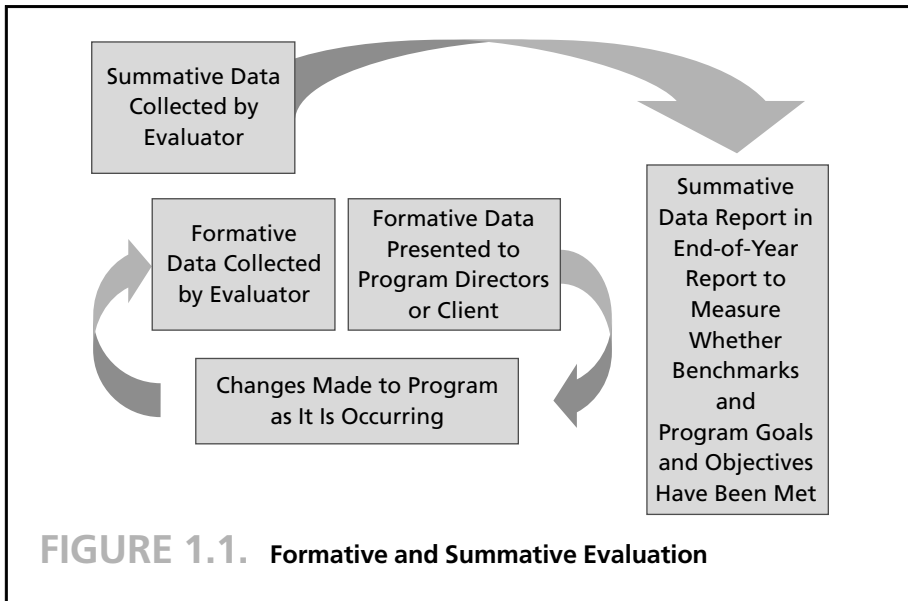 Summative Data
Collected by
Evaluator
Formative
Data Collected
by Evaluator
Formative Data
Presented to
Program Directors
or Client
Changes Made to Program
as It Is Occurring
Summative
Data Report in
End-of-Year
Report to
Measure
Whether
Benchmarks
and
Program Goals
and Objectives
Have Been Met
FIGURE 1.1. Formative and Summative Evaluation